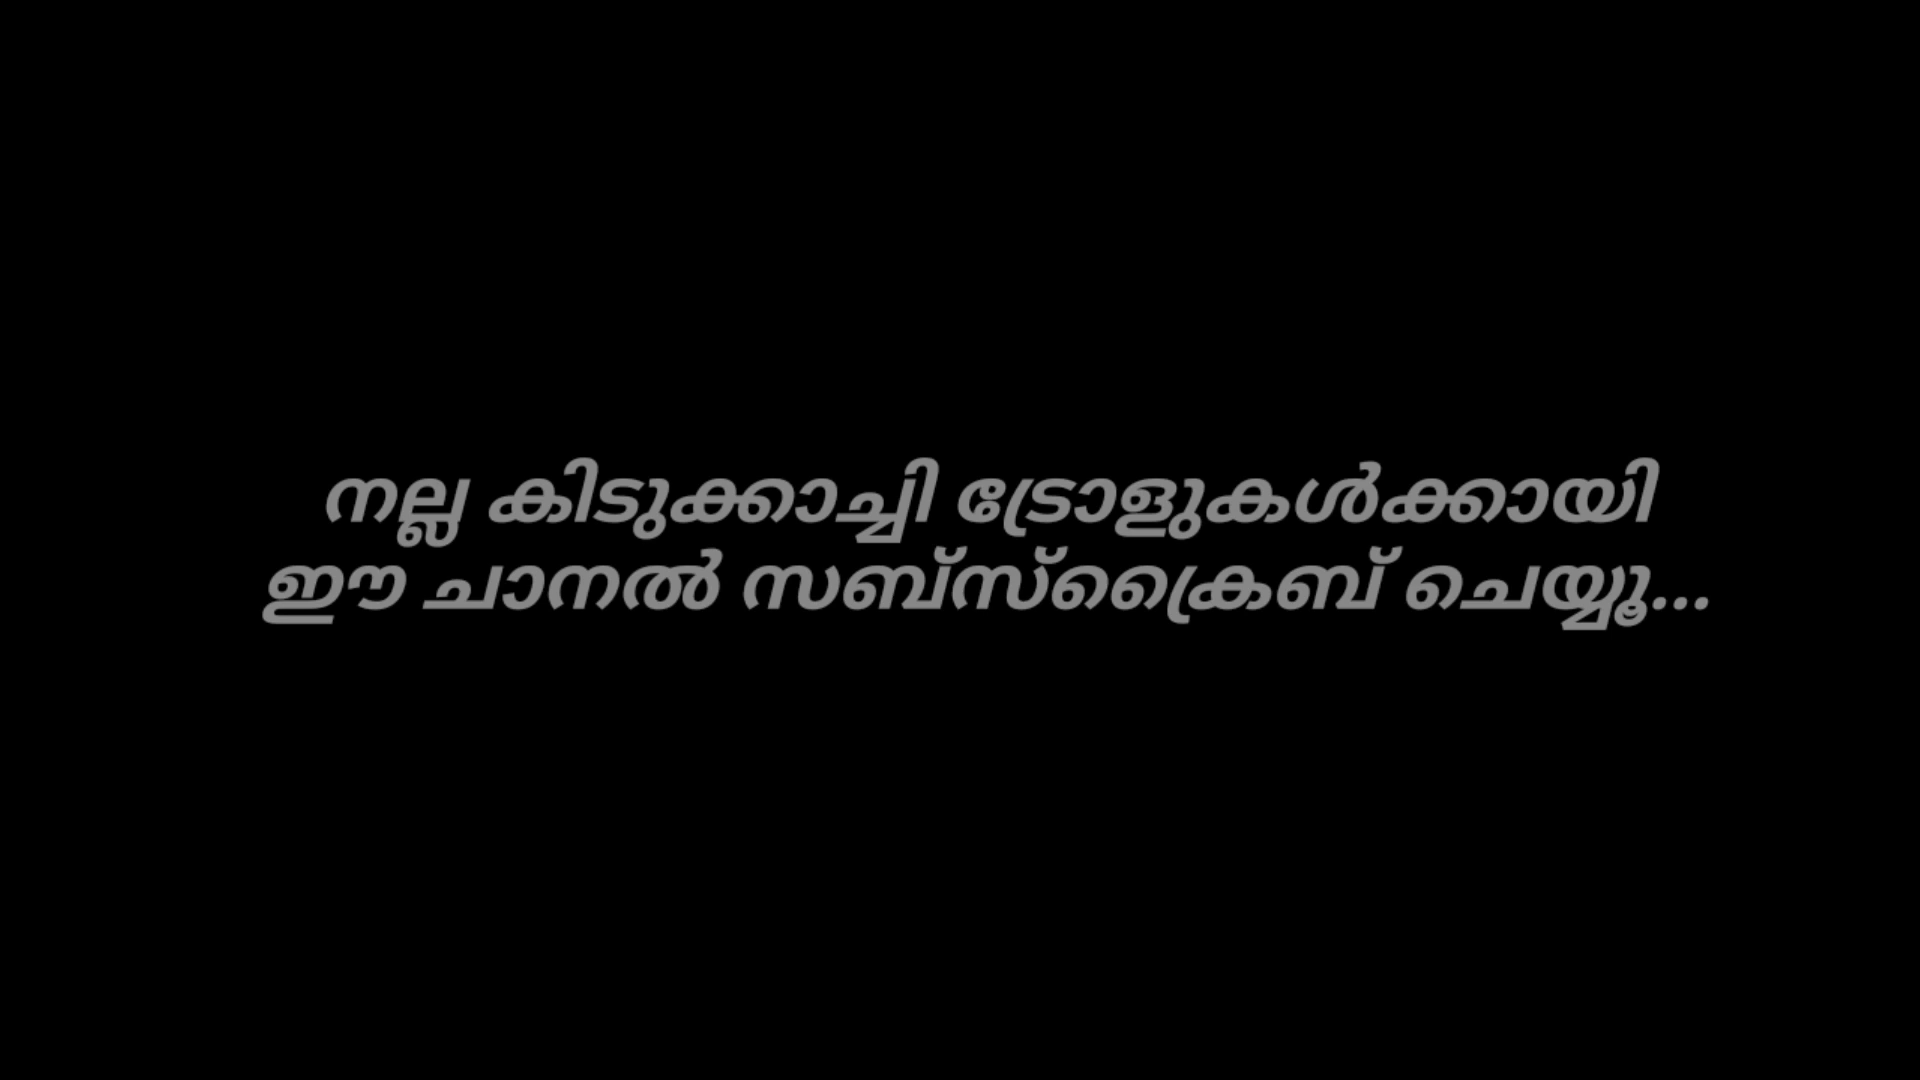 നല്ല കിടുക്കാച്ചി ട്രോളുകൾക്കായി
ഈ ചാനൽ സബ്സ്ക്രൈബ് ചെയ്യൂ...